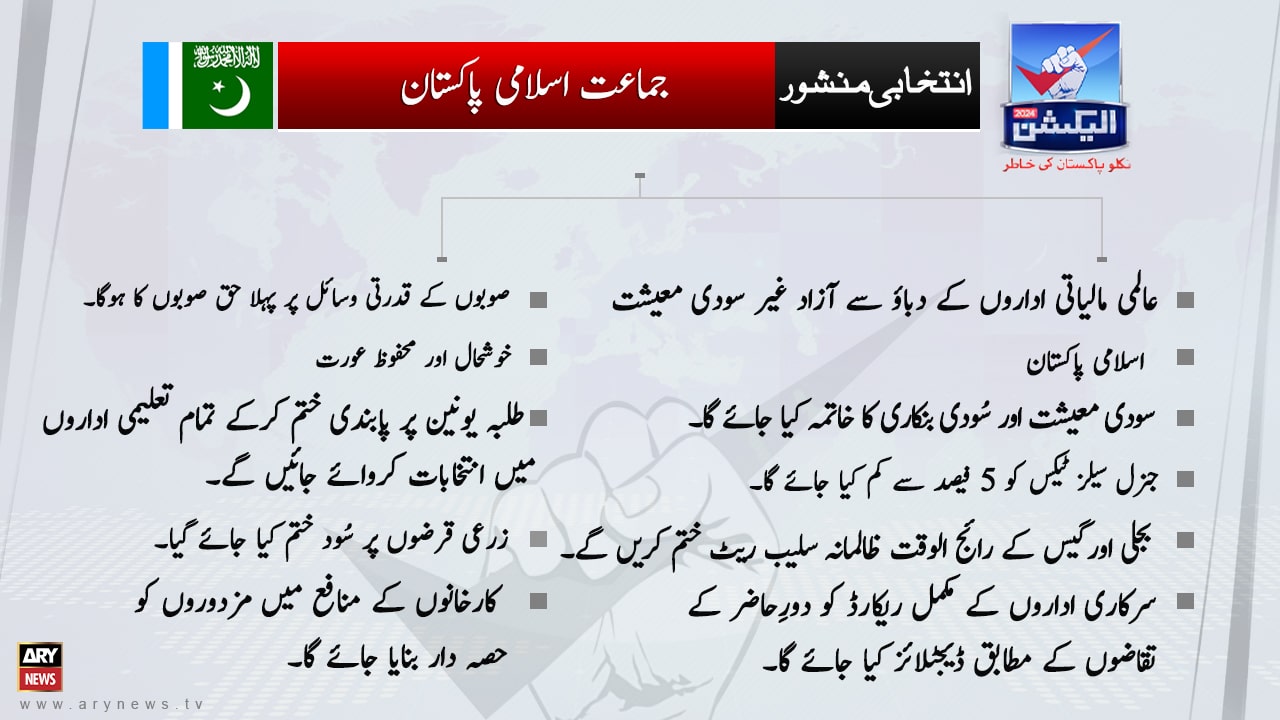 انتخابی منشور
جماعت اسلامی پاکستان
لا الہ الا اللہ محمد رسول اللہ
2024
الیکشن
نکلو پاکستان کی خاطر
عالمی مالیاتی اداروں کے دباؤ سے آزاد غیر سودی معیشت
اسلامی پاکستان
سودی معیشت اور سُودی بنکاری کا خاتمہ کیا جائے گا۔
جنرل سیلز ٹیکس کو 5 فیصد سے کم کیا جائے گا۔
بجلی اور گیس کے رائج الوقت ظالمانہ سلیب ریٹ ختم کریں گے۔
سرکاری اداروں کے مکمل ریکارڈ کو دورِحاضر کے
تقاضوں کے مطابق ڈیجٹلائز کیا جائے گا۔
صوبوں کے قدرتی وسائل پر پہلا حق صوبوں کا ہوگا۔
خوشحال اور محفوظ عورت
طلبہ یونین پر پابندی ختم کرکے تمام تعلیمی اداروں
میں انتخابات کروائے جائیں گے۔
زرعی قرضوں پر سُود ختم کیا جائے گیا۔
کارخانوں کے منافع میں مزدوروں کو
حصہ دار بنایا جائے گا۔
ARY
NEWS
www.arynews.tv